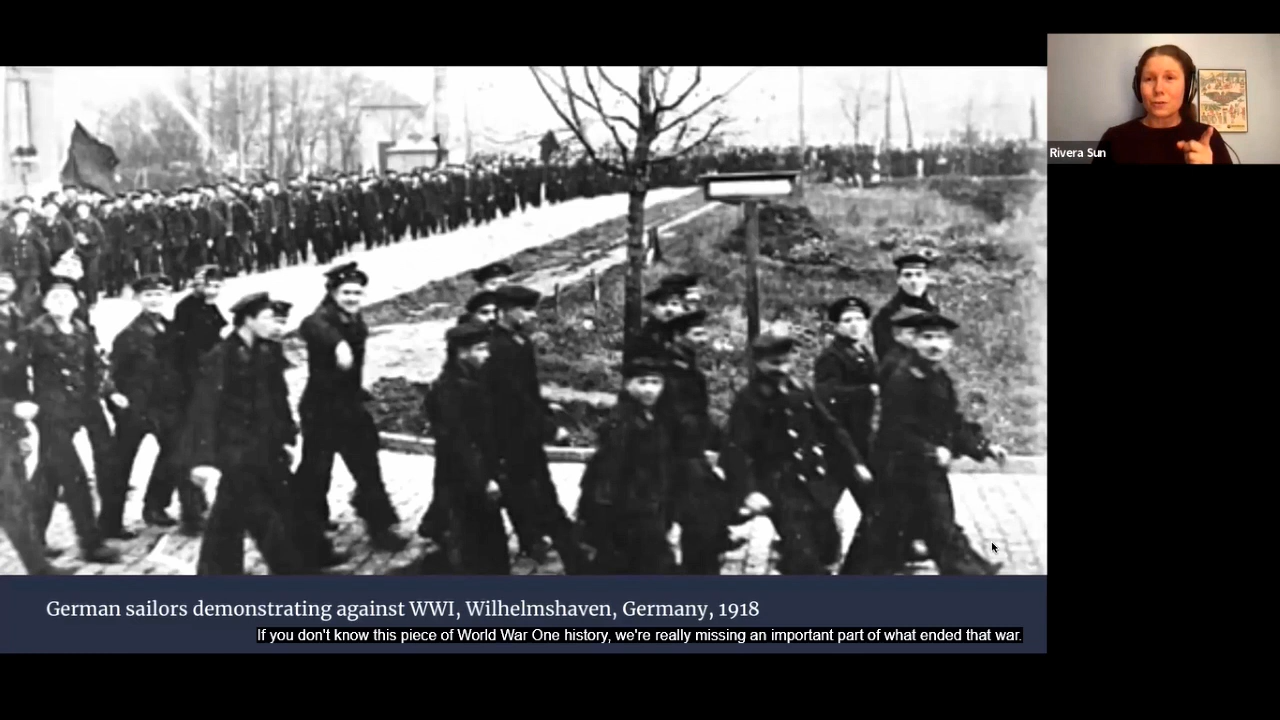 Rivera Sun
German sailors demonstrating against WWI, Wilhelmshaven, Germany, 1918
If you don't know this piece of World War One history, we're really missing an important part of what ended that war.